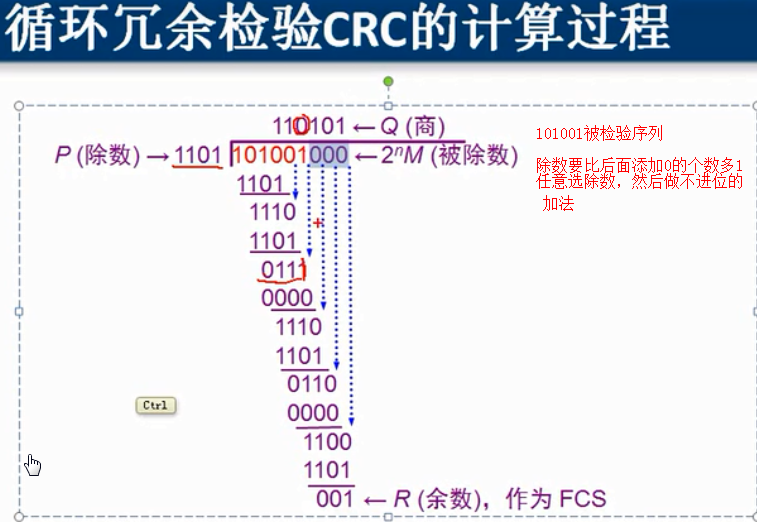 循环冗余检验CRC的计算过程
110101 ← Q (商)
P (除数) → 1101 101001000 ← 2ⁿM (被除数)
1101
1110
1101
0111
0000
1110
1101
0110
0000
1100
1101
001 ← R (余数)，作为 FCS
101001被检验序列
除数要比后面添加0的个数多1
任意选除数，然后做不进位的
加法
+
Ctrl